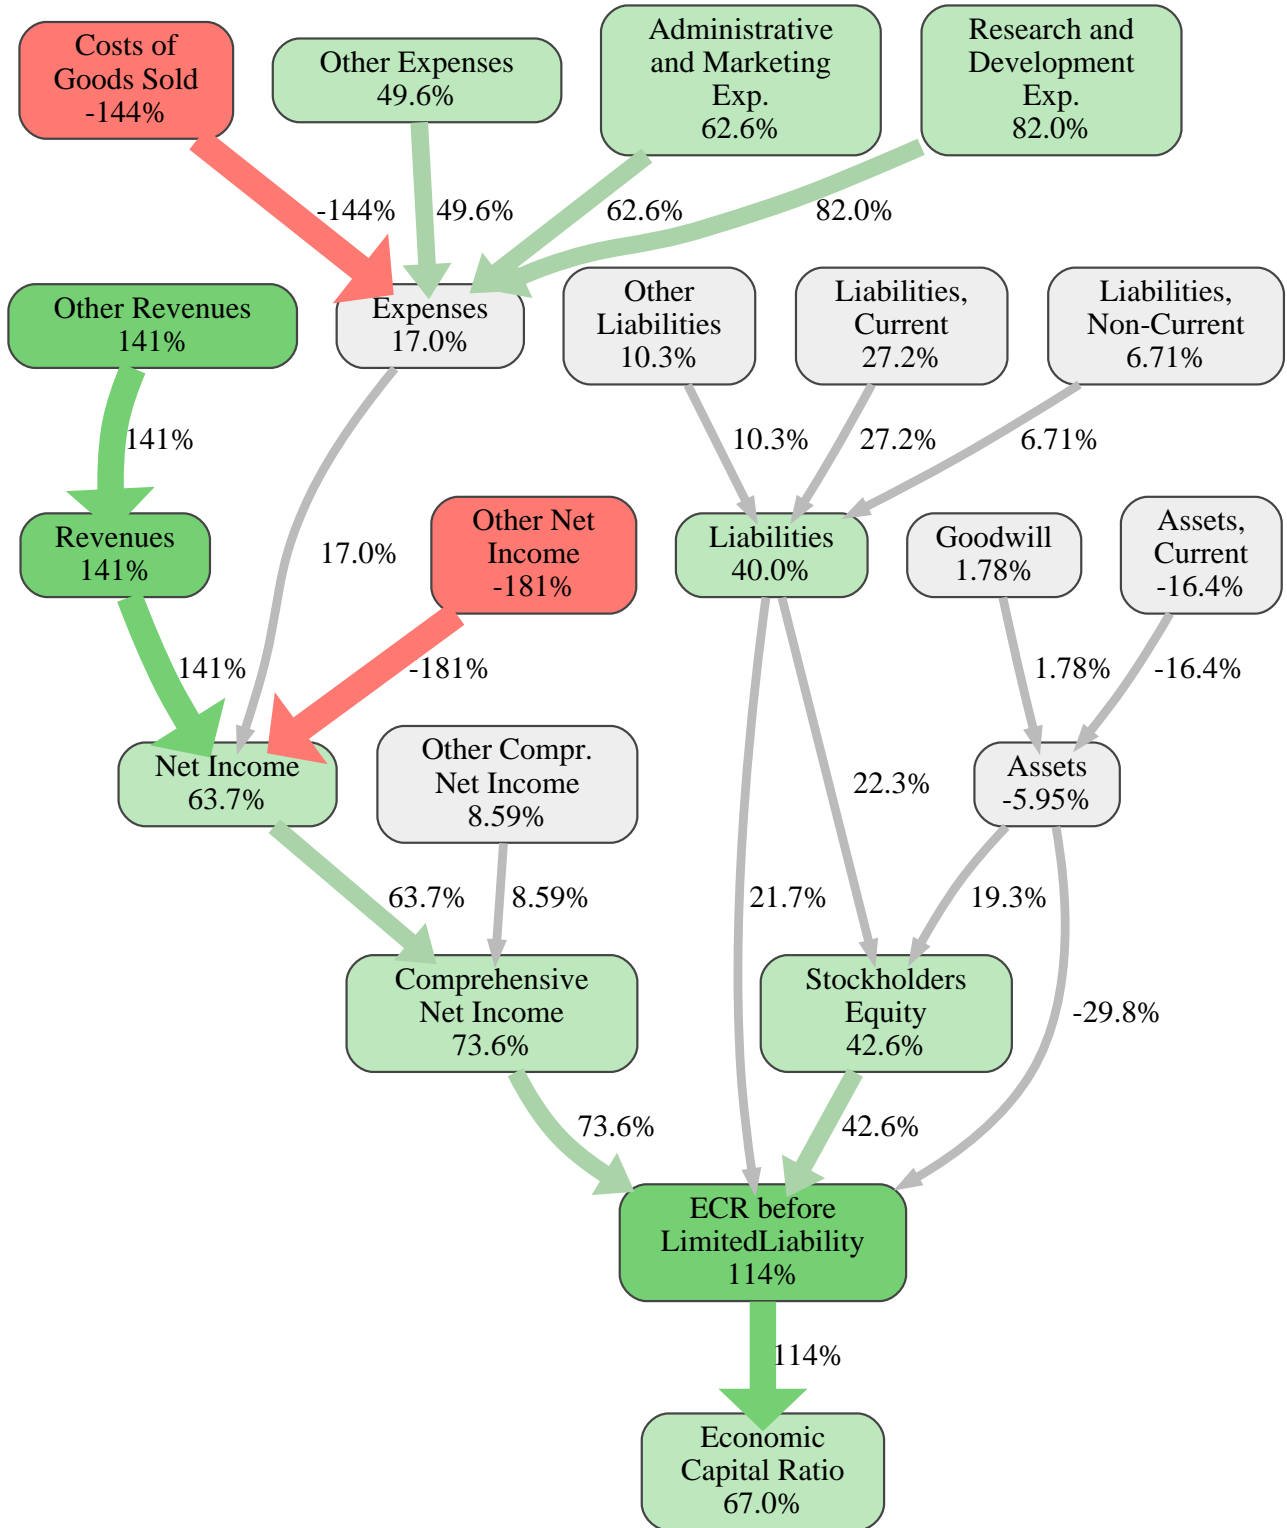 Costs of
Goods Sold
-144%
Other Expenses
49.6%
Administrative
and Marketing
Exp.
62.6%
Research and
Development
Exp.
82.0%
-144%
49.6%
62.6%
82.0%
Other Revenues
141%
Expenses
17.0%
Other
Liabilities
10.3%
Liabilities,
Current
27.2%
Liabilities,
Non-Current
6.71%
141%
10.3%
27.2%
6.71%
Revenues
141%
17.0%
Other Net
Income
-181%
Liabilities
40.0%
Goodwill
1.78%
Assets,
Current
-16.4%
141%
-181%
1.78%
-16.4%
Net Income
63.7%
Other Compr.
Net Income
8.59%
22.3%
Assets
-5.95%
63.7%
8.59%
21.7%
19.3%
Comprehensive
Net Income
73.6%
Stockholders
Equity
42.6%
-29.8%
73.6%
42.6%
ECR before
LimitedLiability
114%
114%
Economic
Capital Ratio
67.0%